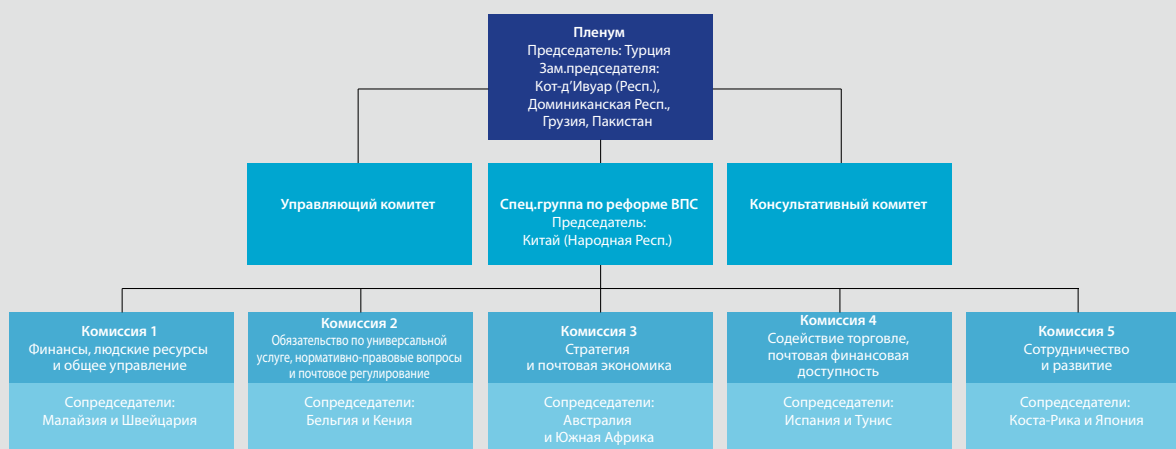 Пленум
Председатель: Турция
Зам.председателя:
Кот-д’Ивуар (Респ.),
Доминиканская Респ.,
Грузия, Пакистан
Управляющий комитет
Спец.группа по реформе ВПС
Председатель:
Китай (Народная Респ.)
Консультативный комитет
Комиссия 1
Финансы, людские ресурсы
и общее управление
Сопредседатели:
Малайзия и Швейцария
Комиссия 2
Обязательство по универсальной
услуге, нормативно-правовые вопросы
и почтовое регулирование
Сопредседатели:
Бельгия и Кения
Комиссия 3
Стратегия
и почтовая экономика
Сопредседатели:
Австралия
и Южная Африка
Комиссия 4
Содействие торговле,
почтовая финансовая
доступность
Сопредседатели:
Испания и Тунис
Комиссия 5
Сотрудничество
и развитие
Сопредседатели:
Коста-Рика и Япония